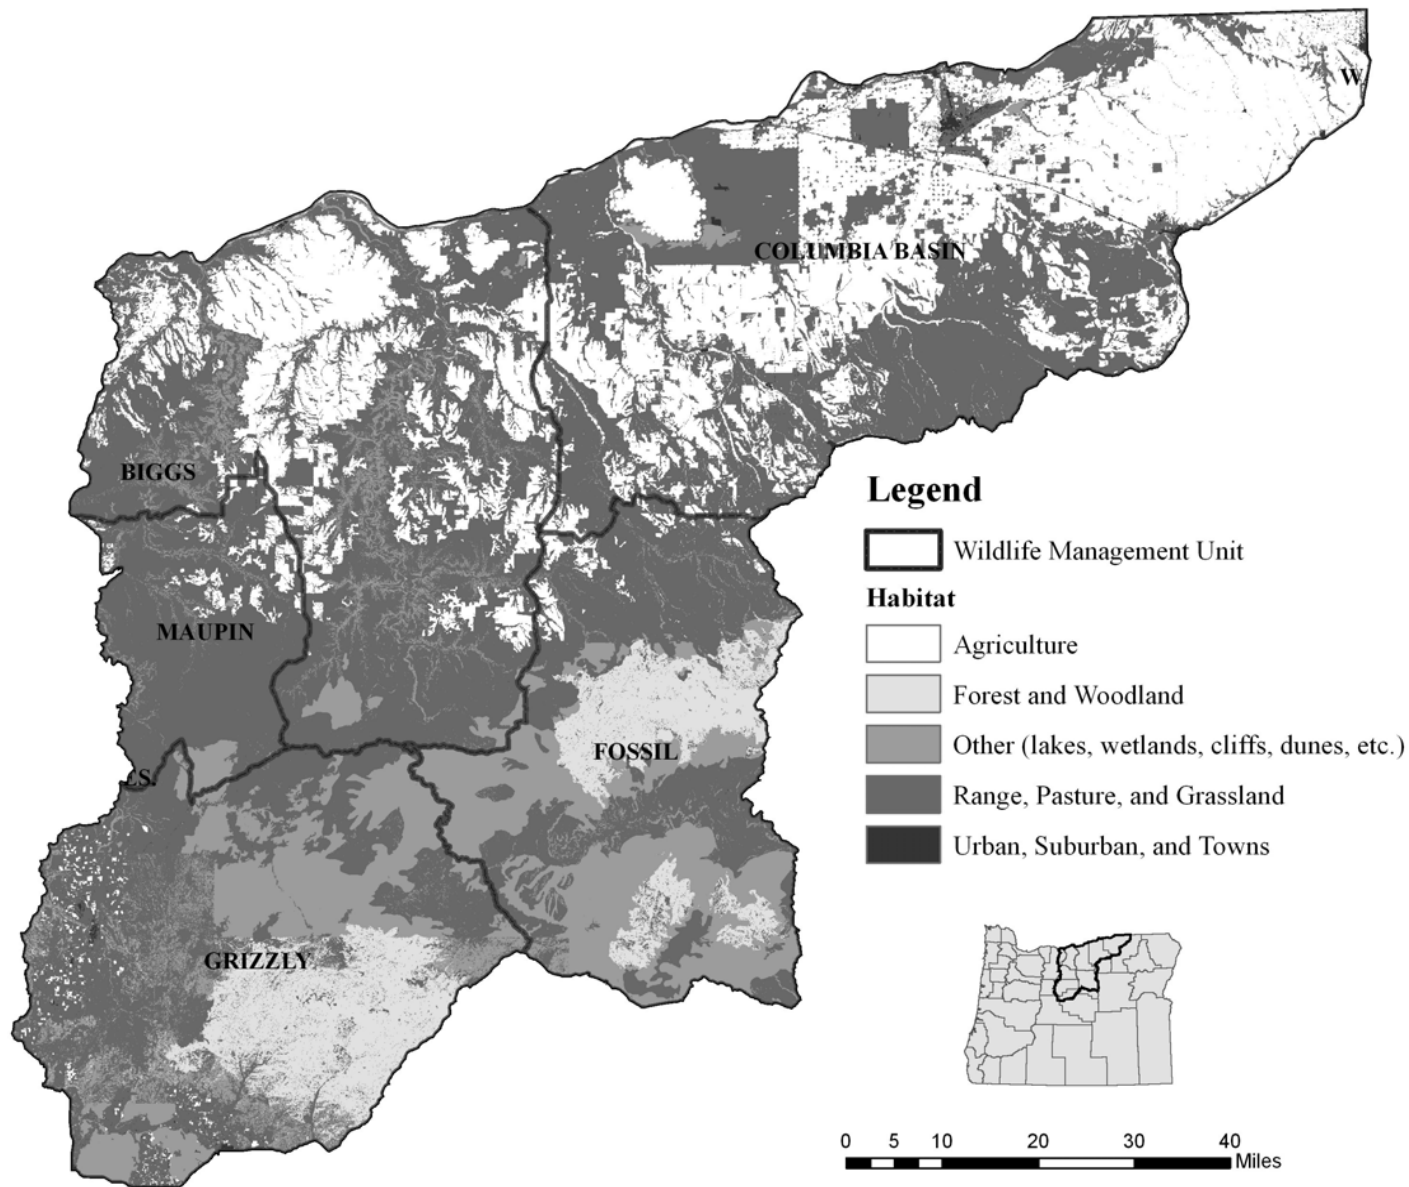 W
COLUMBIA BASIN
BIGGS
MAUPIN
S.
FOSSIL
GRIZZLY
Legend
Wildlife Management Unit
Habitat
Agriculture
Forest and Woodland
Other (lakes, wetlands, cliffs, dunes, etc.)
Range, Pasture, and Grassland
Urban, Suburban, and Towns
0 5 10 20 30 40
Miles